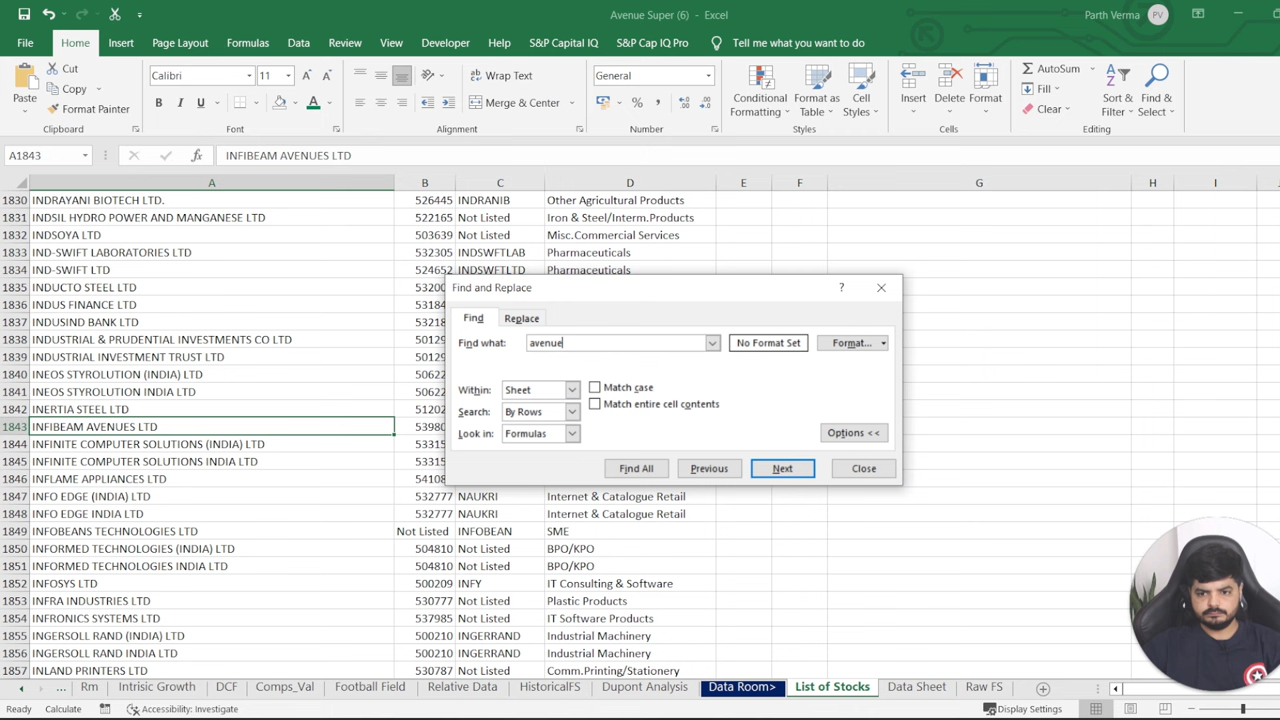 Avenue Super (6) - Excel
Parth Verma PV
File Home Insert Page Layout Formulas Data Review View Developer Help S&P Capital IQ S&P Cap IQ Pro Tell me what you want to do
Paste
Cut
Copy
Format Painter
Clipboard
Calibri 11
B I U
Font
Wrap Text
Merge & Center
Alignment
General
Number
Conditional Formatting
Format as Table
Cell Styles
Styles
Insert Delete Format
Cells
AutoSum
Fill
Clear
Sort & Filter
Find & Select
Editing
A1843 fx INFIBEAM AVENUES LTD
A B C D E F G H I
1830 INDRAYANI BIOTECH LTD. 526445 INDRANIB Other Agricultural Products
1831 INDSIL HYDRO POWER AND MANGANESE LTD 522165 Not Listed Iron & Steel/Interm.Products
1832 INDSOYA LTD 503639 Not Listed Misc.Commercial Services
1833 IND-SWIFT LABORATORIES LTD 532305 INDSWFTLAB Pharmaceuticals
1834 IND-SWIFT LTD 524652 INDSWFTLTD Pharmaceuticals
1835 INDUCTO STEEL LTD 53200
1836 INDUS FINANCE LTD 53184
1837 INDUSIND BANK LTD 53218
1838 INDUSTRIAL & PRUDENTIAL INVESTMENTS CO LTD 50129
1839 INDUSTRIAL INVESTMENT TRUST LTD 50129
1840 INEOS STYROLUTION (INDIA) LTD 50622
1841 INEOS STYROLUTION INDIA LTD 50622
1842 INERTIA STEEL LTD 51202
1843 INFIBEAM AVENUES LTD 53980
1844 INFINITE COMPUTER SOLUTIONS (INDIA) LTD 53315
1845 INFINITE COMPUTER SOLUTIONS INDIA LTD 53315
1846 INFLAME APPLIANCES LTD 54108
1847 INFO EDGE (INDIA) LTD 532777 NAUKRI Internet & Catalogue Retail
1848 INFO EDGE INDIA LTD 532777 NAUKRI Internet & Catalogue Retail
1849 INFOBEANS TECHNOLOGIES LTD Not Listed INFOBEAN SME
1850 INFORMED TECHNOLOGIES (INDIA) LTD 504810 Not Listed BPO/KPO
1851 INFORMED TECHNOLOGIES INDIA LTD 504810 Not Listed BPO/KPO
1852 INFOSYS LTD 500209 INFY IT Consulting & Software
1853 INFRA INDUSTRIES LTD 530777 Not Listed Plastic Products
1854 INFRONICS SYSTEMS LTD 537985 Not Listed IT Software Products
1855 INGERSOLL RAND (INDIA) LTD 500210 INGERRAND Industrial Machinery
1856 INGERSOLL RAND INDIA LTD 500210 INGERRAND Industrial Machinery
1857 INLAND PRINTERS LTD 530787 Not Listed Comm.Printing/Stationery
Find and Replace ?
Find Replace
Find what: avenue No Format Set Format...
Within: Sheet Match case
Search: By Rows Match entire cell contents
Look in: Formulas Options <<
Find All Previous Next Close
... Rm Intrisic Growth DCF Comps_Val Football Field Relative Data HistoricalFS Dupont Analysis Data Room> List of Stocks Data Sheet Raw FS
Ready Calculate Accessibility: Investigate Display Settings